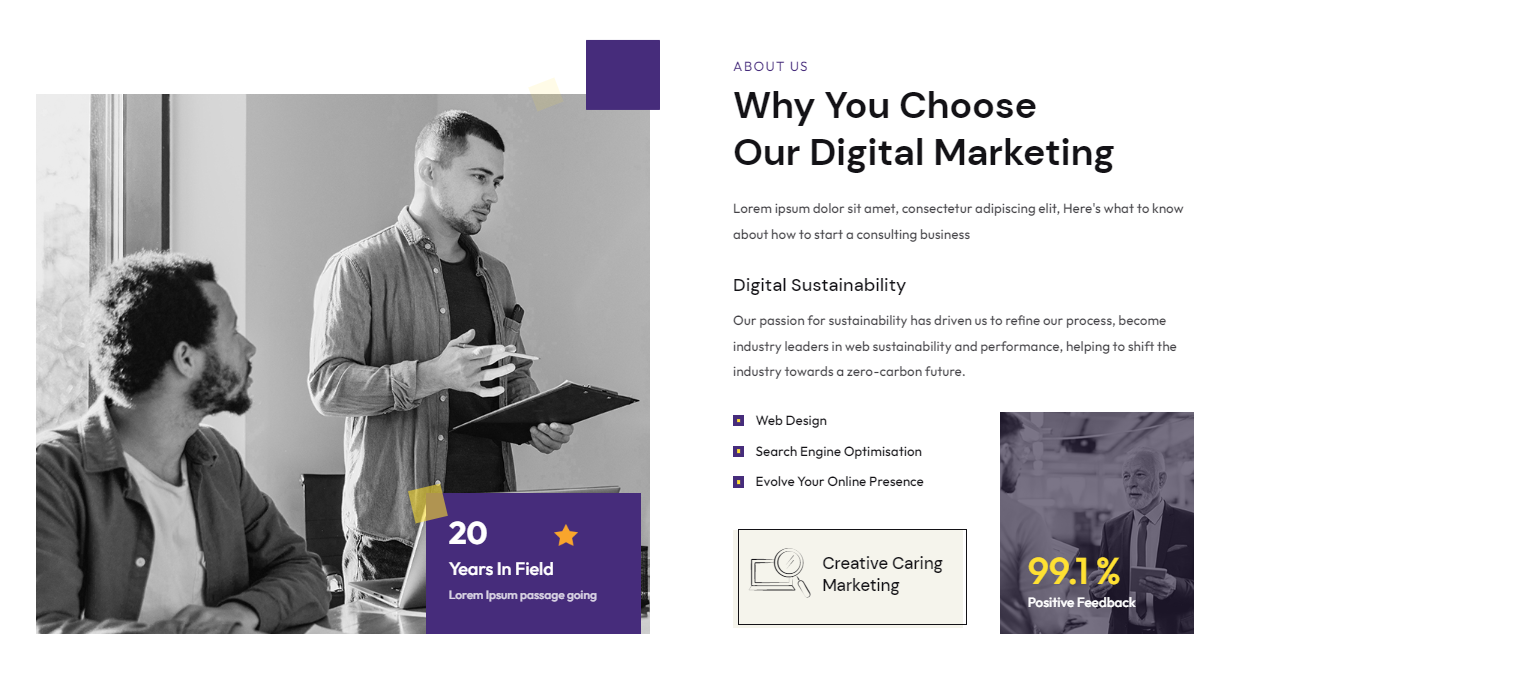 ABOUT US
Why You Choose
Our Digital Marketing
Lorem ipsum dolor sit amet, consectetur adipiscing elit, Here's what to know
about how to start a consulting business
Digital Sustainability
Our passion for sustainability has driven us to refine our process, become
industry leaders in web sustainability and performance, helping to shift the
industry towards a zero-carbon future.
Web Design
Search Engine Optimisation
Evolve Your Online Presence
Creative Caring
Marketing
99.1 %
Positive Feedback
20
Years In Field
Lorem Ipsum passage going